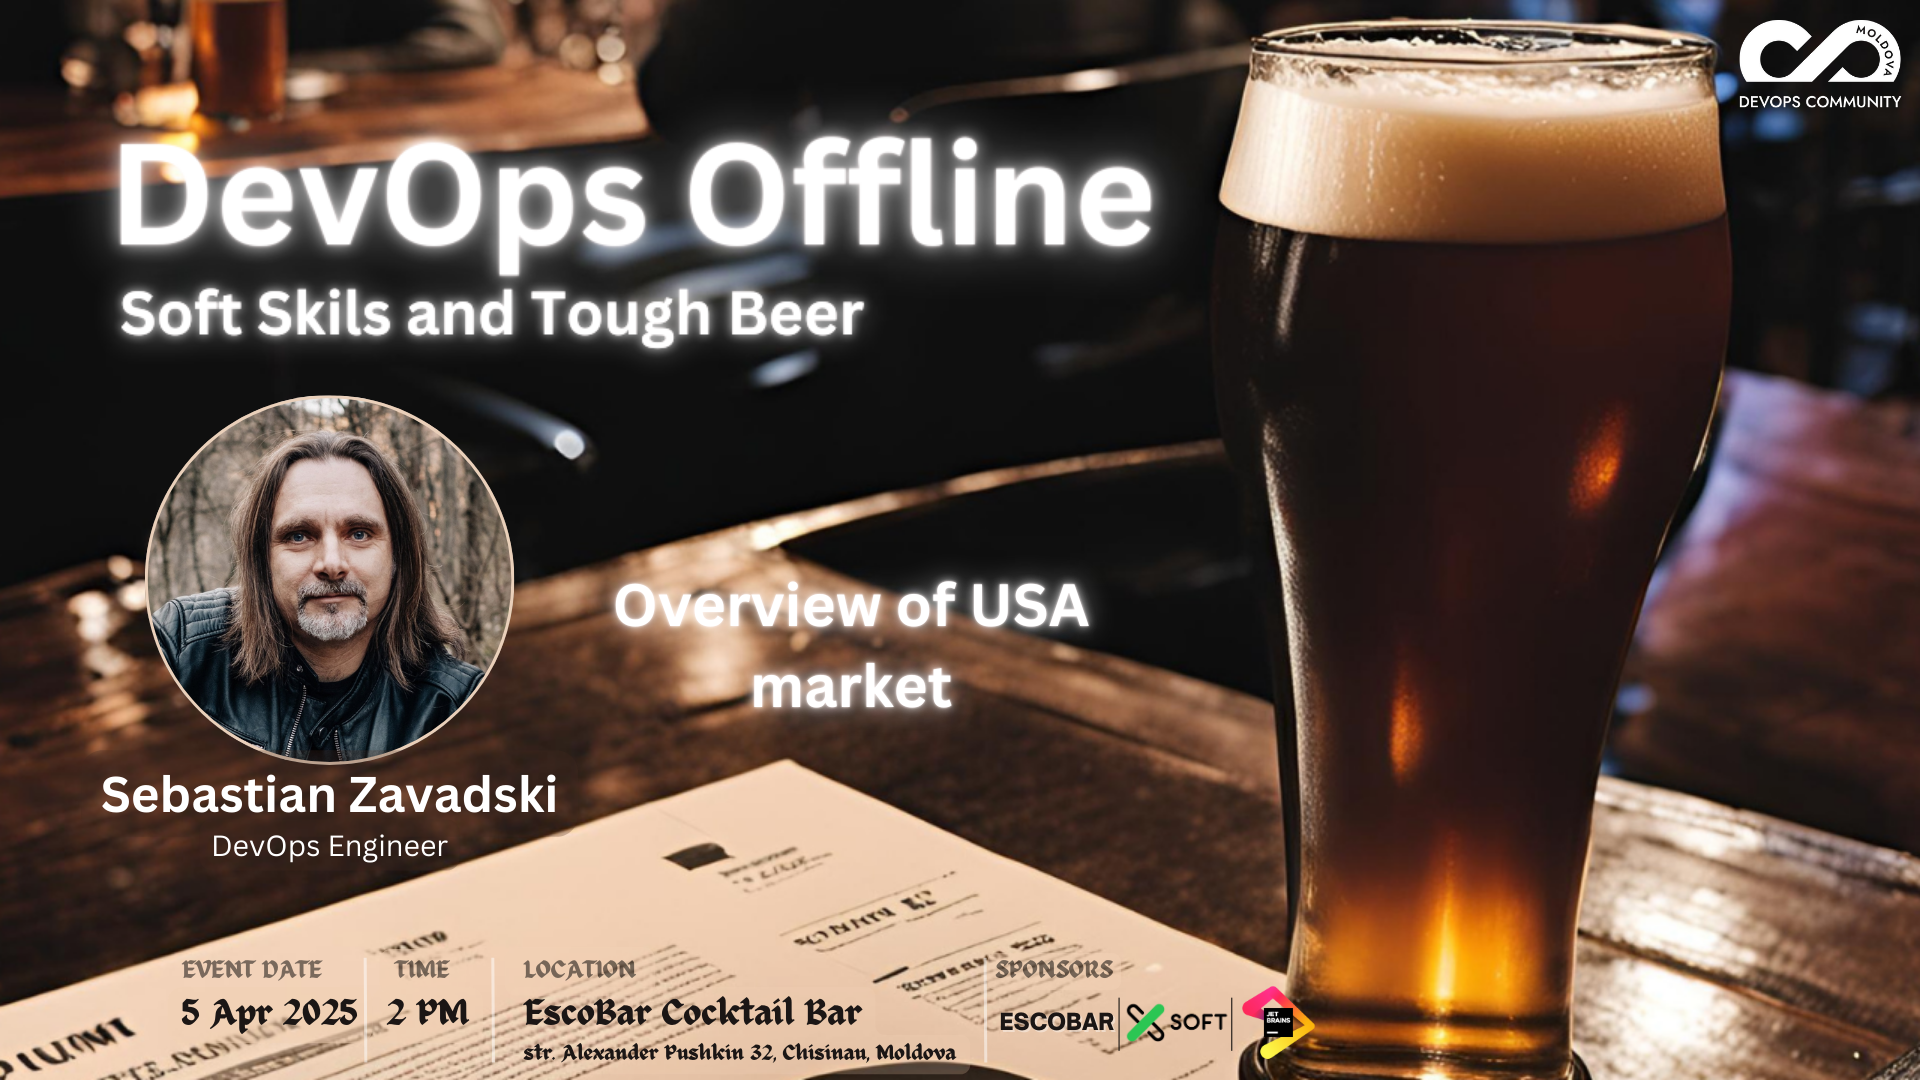 MOLDOVA
DEVOPS COMMUNITY
DevOps Offline
Soft Skils and Tough Beer
Overview of USA
market
Sebastian Zavadski
DevOps Engineer
EVENT DATE
5 Apr 2025
TIME
2 PM
LOCATION
EscoBar Cocktail Bar
str. Alexander Pushkin 32, Chisinau, Moldova
SPONSORS
ESCOBAR
SOFT
JET
BRAINS